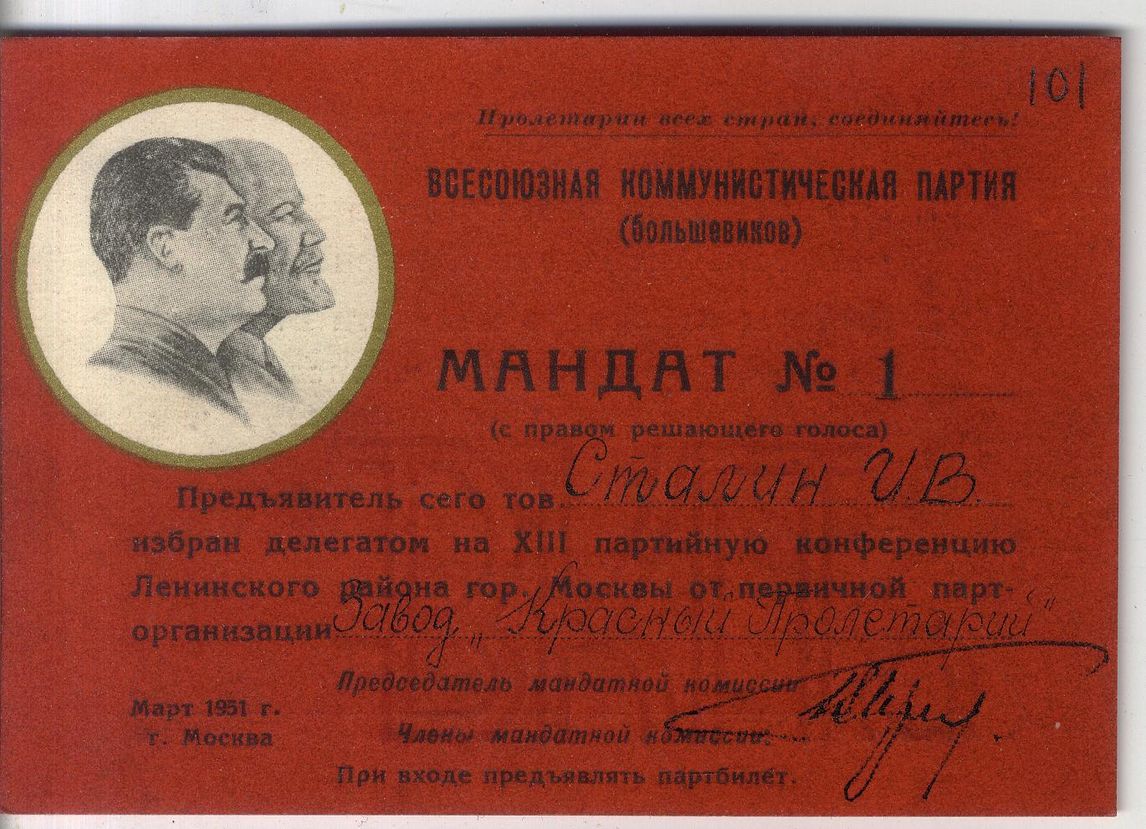 101
Пролетарии всех стран, соединяйтесь!
ВСЕСОЮЗНАЯ КОММУНИСТИЧЕСКАЯ ПАРТИЯ
(большевиков)
МАНДАТ № 1
(с правом решающего голоса)
Предъявитель сего тов. Сталин И.В.
избран делегатом на XIII партийную конференцию
Ленинского района гор. Москвы от первичной парт-
организации Завод „Красный Пролетарий"
Председатель мандатной комиссии
Март 1951 г.
г. Москва
Члены мандатной комиссии:
При входе предъявлять партбилет.